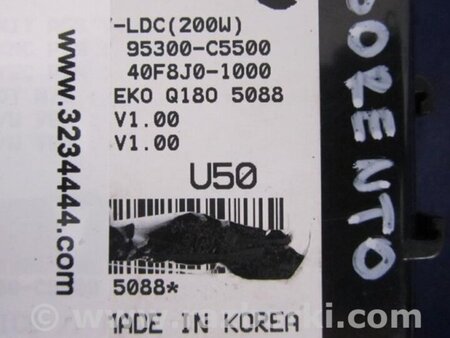 -LDC(200W)
95300-C5500
40F8J0-1000
EKO Q180 5088
V1.00
V1.00
U50
5088*
MADE IN KOREA
www.3234444.com
OORENTO